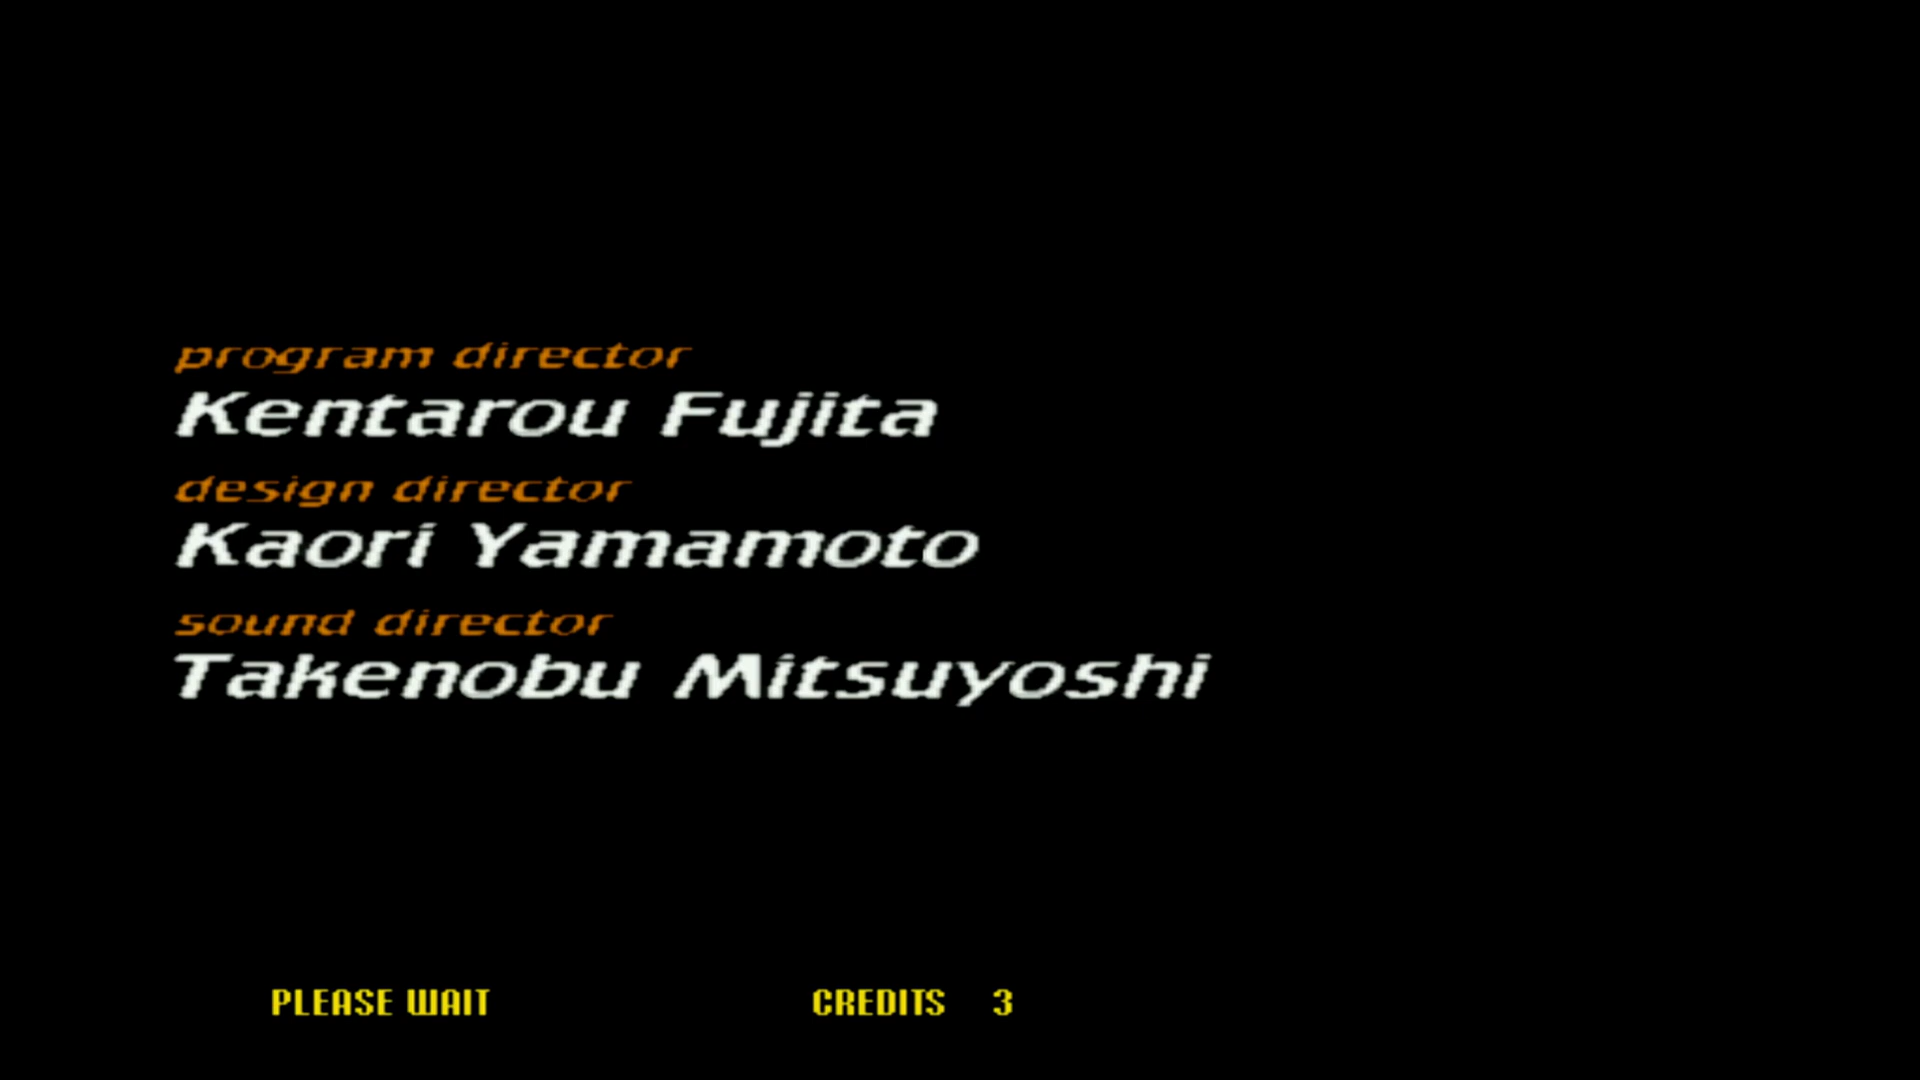 program director
Kentarou Fujita
design director
Kaori Yamamoto
sound director
Takenobu Mitsuyoshi
PLEASE WAIT CREDITS 3